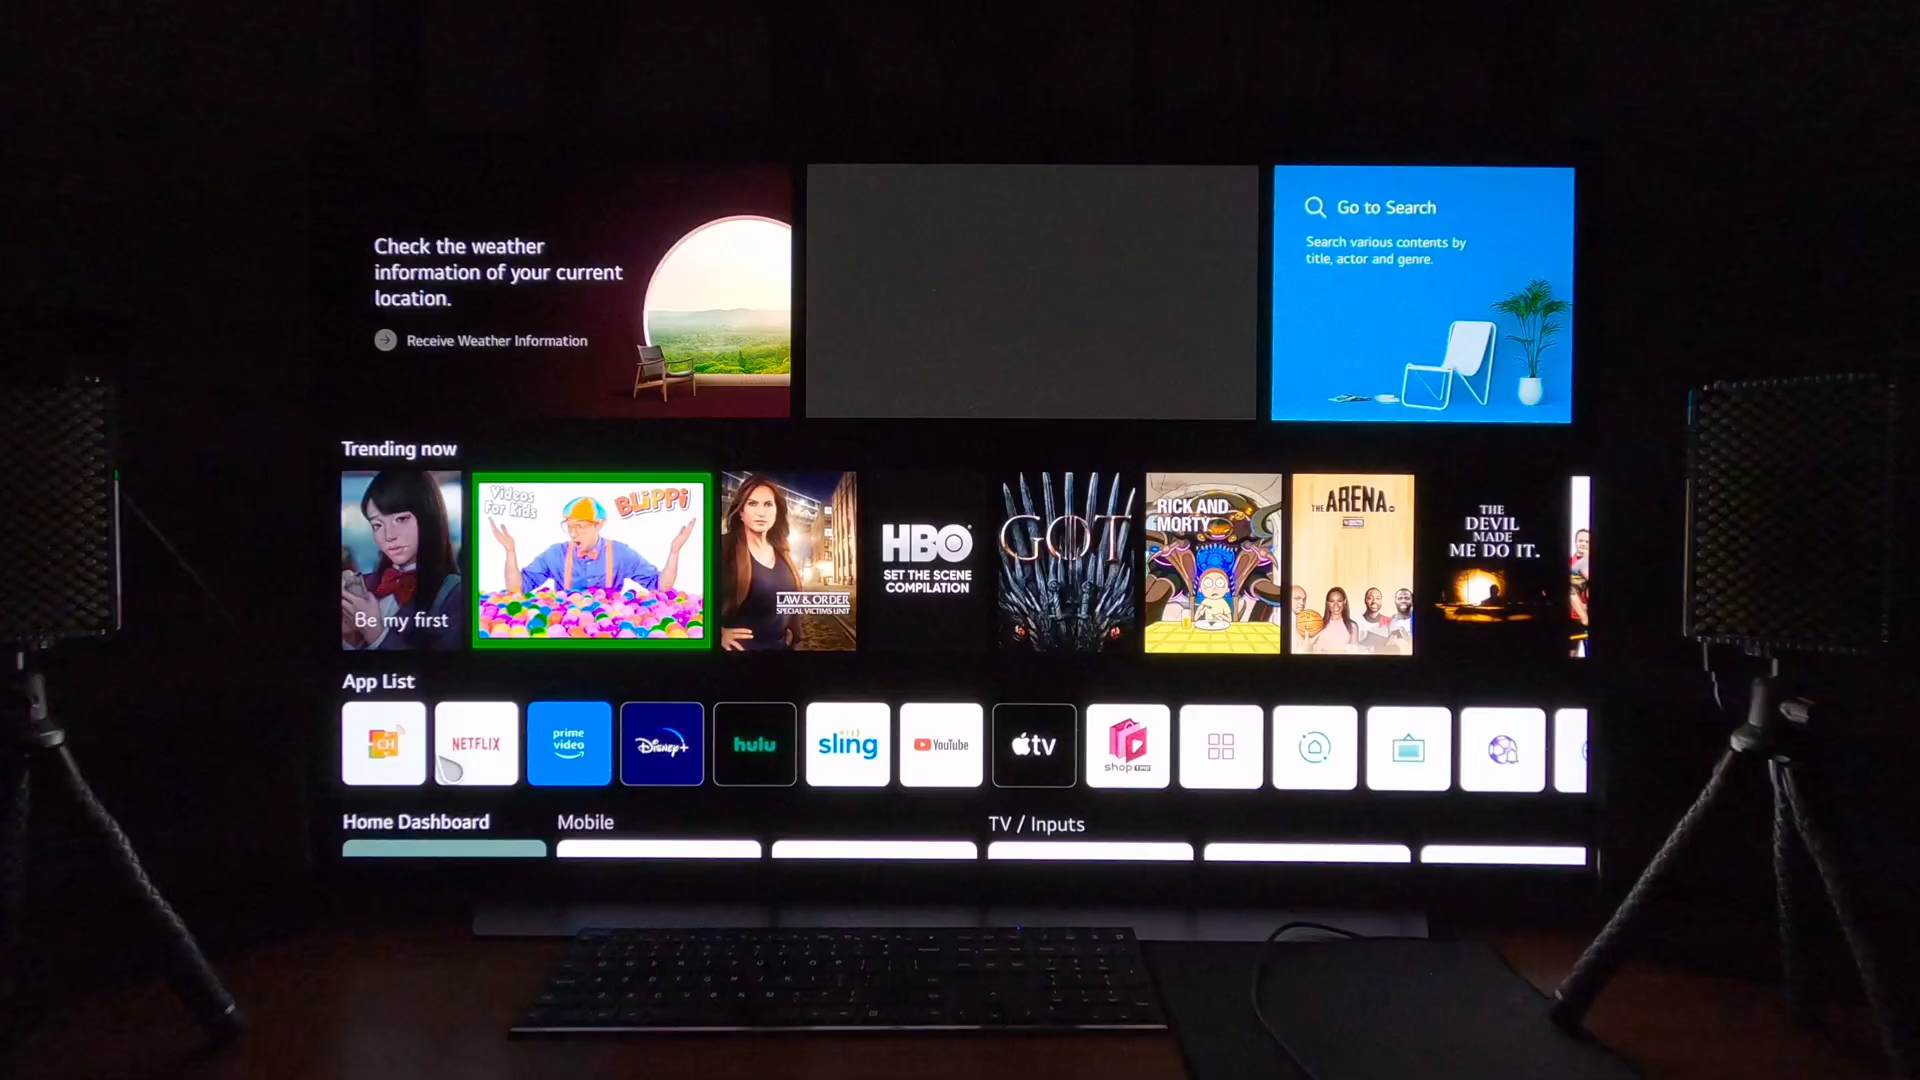 Check the weather
information of your current
location.
Receive Weather Information
Go to Search
Search various contents by
title, actor and genre.
Trending now
Be my first
Videos
For Kids
BLiPPi
LAW & ORDER
SPECIAL VICTIMS UNIT
HBO
SET THE SCENE
COMPILATION
GOT
RICK AND
MORTY
THE ARENA
THE
DEVIL
MADE
ME DO IT.
App List
CH
NETFLIX
prime
video
Disney+
hulu
sling
YouTube
tv
shop
Home Dashboard
Mobile
TV / Inputs